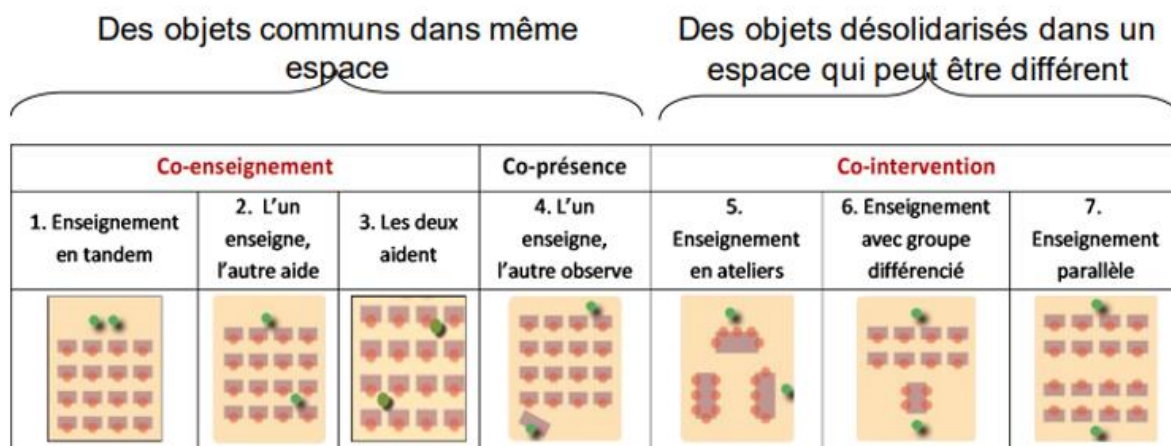 Des objets communs dans même
espace
Des objets désolidarisés dans un
espace qui peut être différent
Co-enseignement
Co-présence
Co-intervention
1. Enseignement
en tandem
2. L'un
enseigne,
l'autre aide
3. Les deux
aident
4. L'un
enseigne,
l'autre observe
5.
Enseignement
en ateliers
6. Enseignement
avec groupe
différencié
7.
Enseignement
parallèle